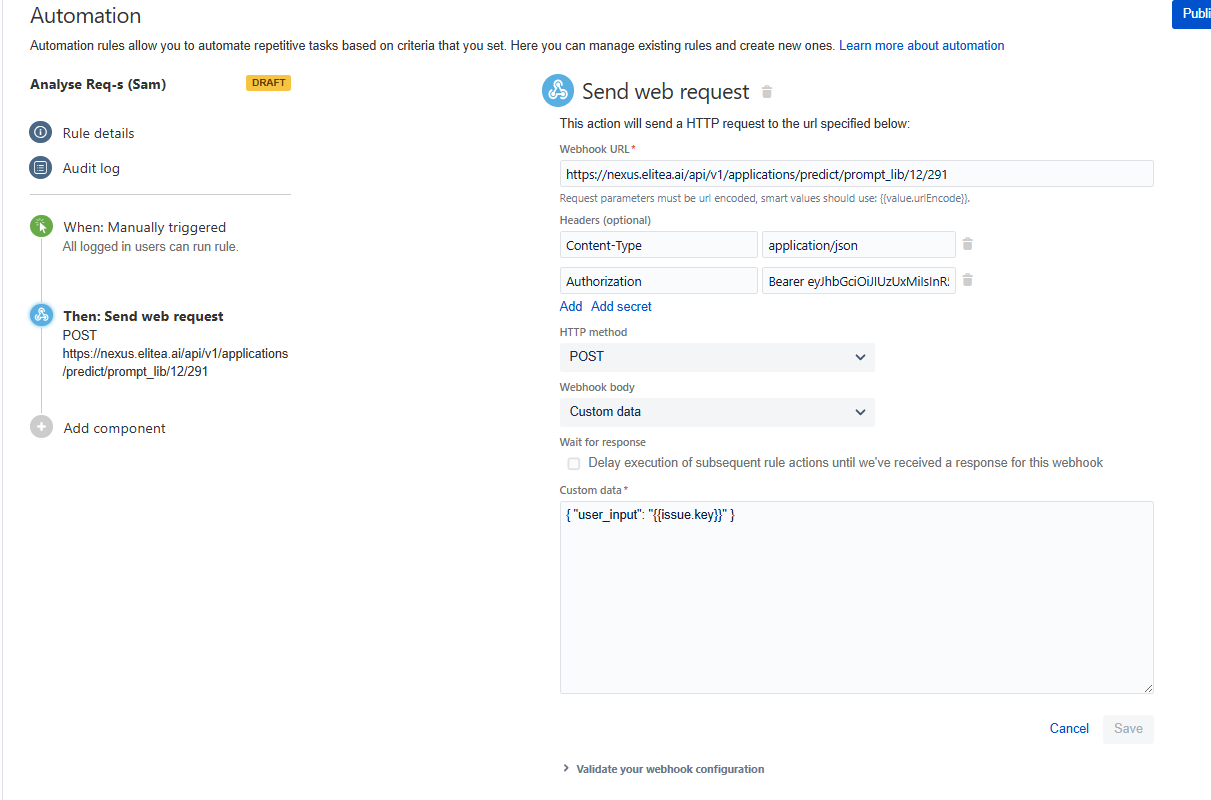 Automation
Publi
Automation rules allow you to automate repetitive tasks based on criteria that you set. Here you can manage existing rules and create new ones. Learn more about automation
Analyse Req-s (Sam)
DRAFT
Rule details
Audit log
When: Manually triggered
All logged in users can run rule.
Then: Send web request
POST
https://nexus.elitea.ai/api/v1/applications
/predict/prompt_lib/12/291
Add component
Send web request
This action will send a HTTP request to the url specified below:
Webhook URL*
https://nexus.elitea.ai/api/v1/applications/predict/prompt_lib/12/291
Request parameters must be url encoded, smart values should use: {{value.urlEncode}}.
Headers (optional)
Content-Type
application/json
Authorization
Bearer
Add Add secret
HTTP method
POST
Webhook body
Custom data
Wait for response
Delay execution of subsequent rule actions until we've received a response for this webhook
Custom data*
{ "user_input": "{{issue.key}}" }
Cancel
Save
Validate your webhook configuration